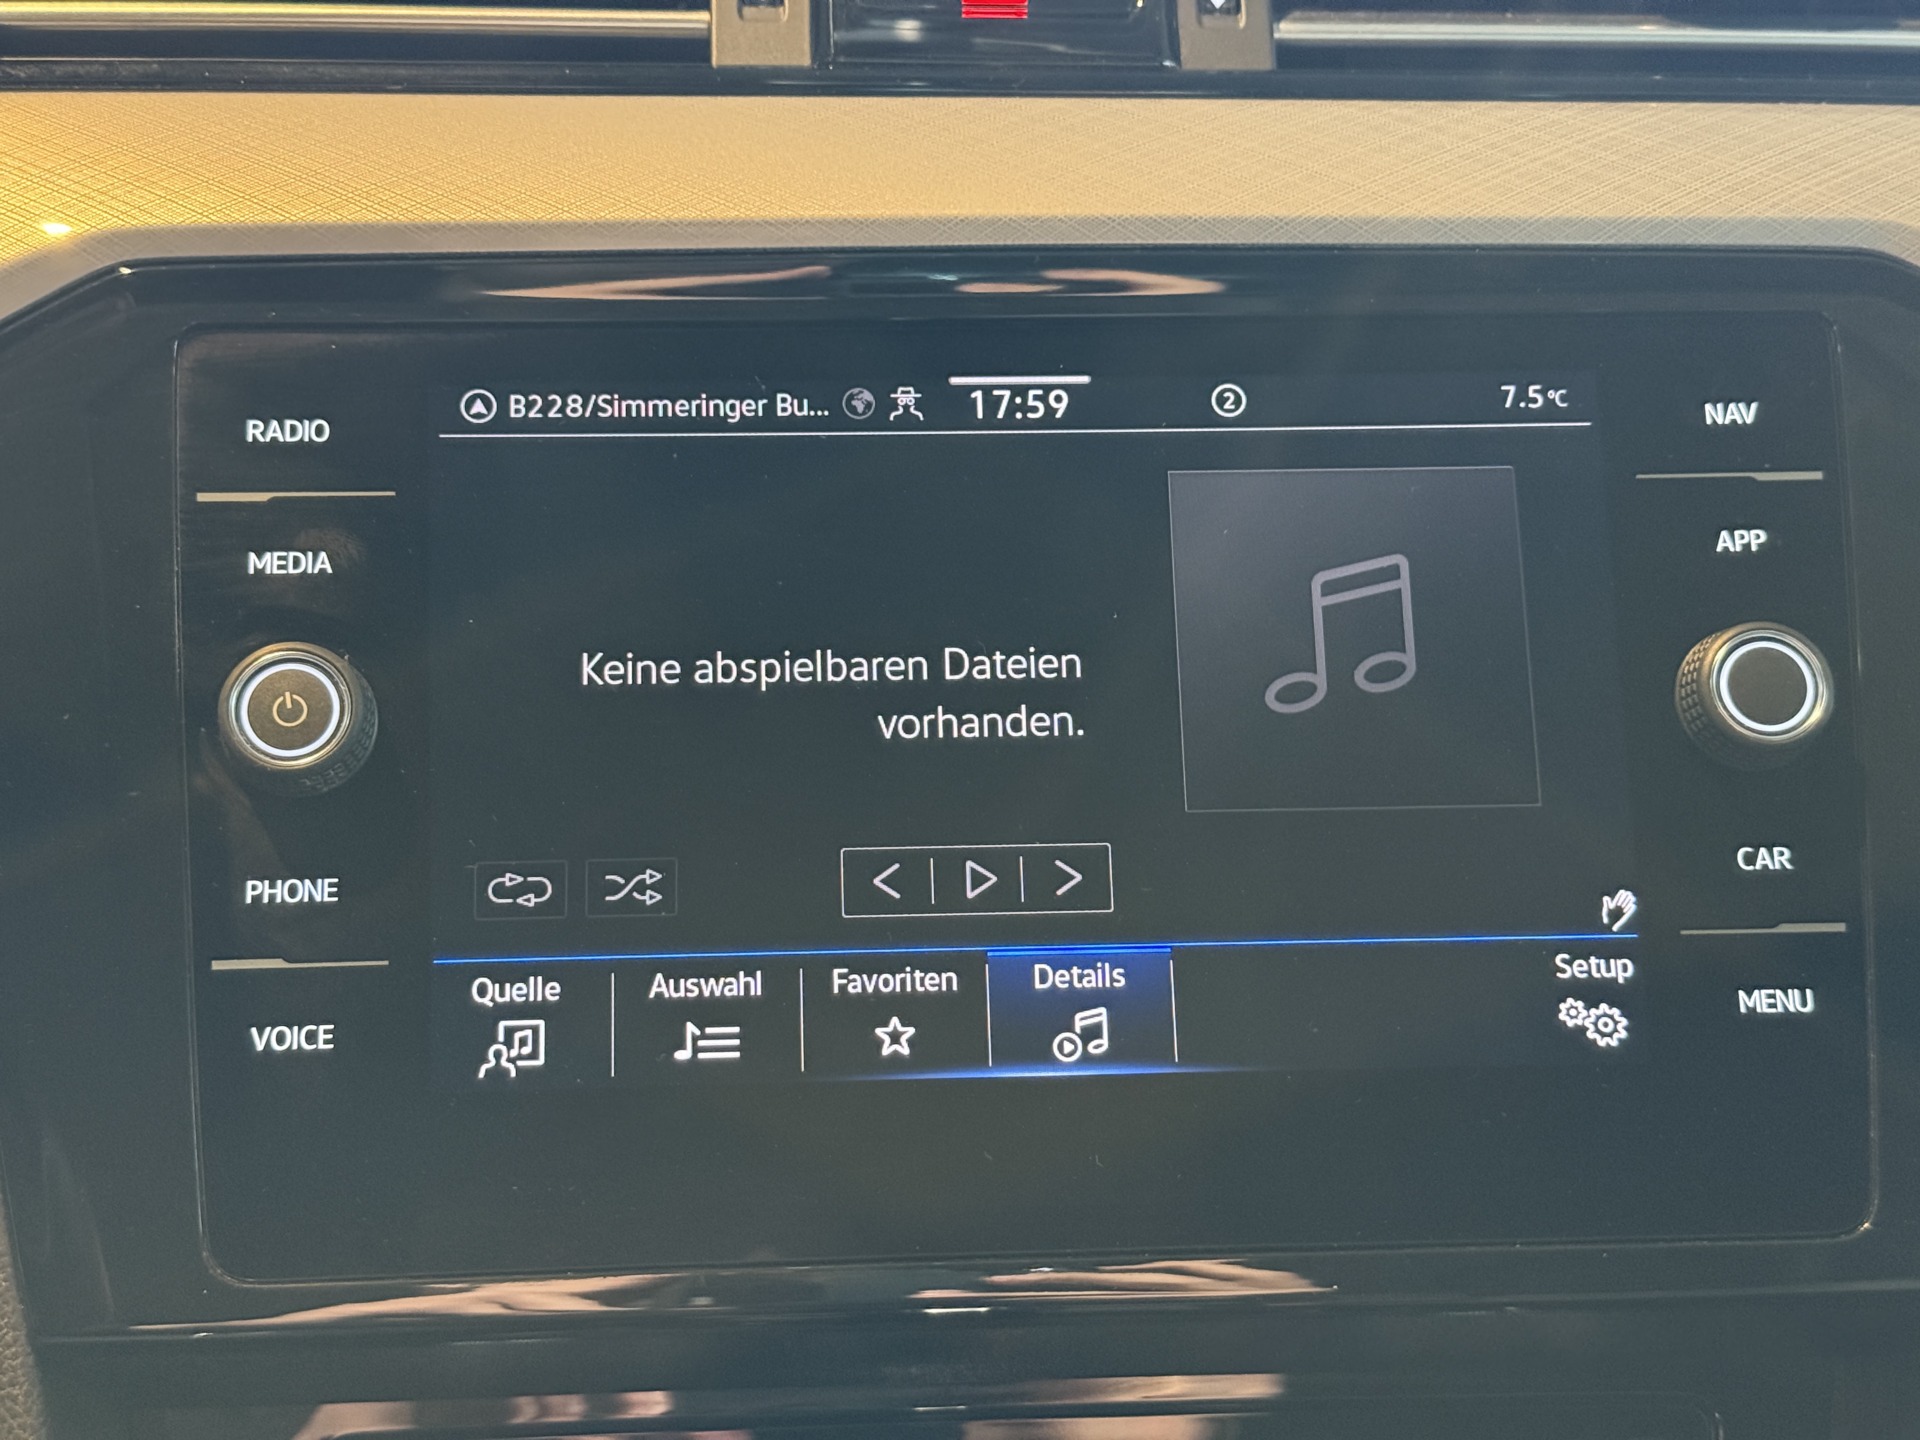 B228/Simmeringer Bu...
17:59
2
7.5°C
RADIO
MEDIA
PHONE
VOICE
Keine abspielbaren Dateien
vorhanden.
Quelle
Auswahl
Favoriten
Details
Setup
NAV
APP
CAR
MENU